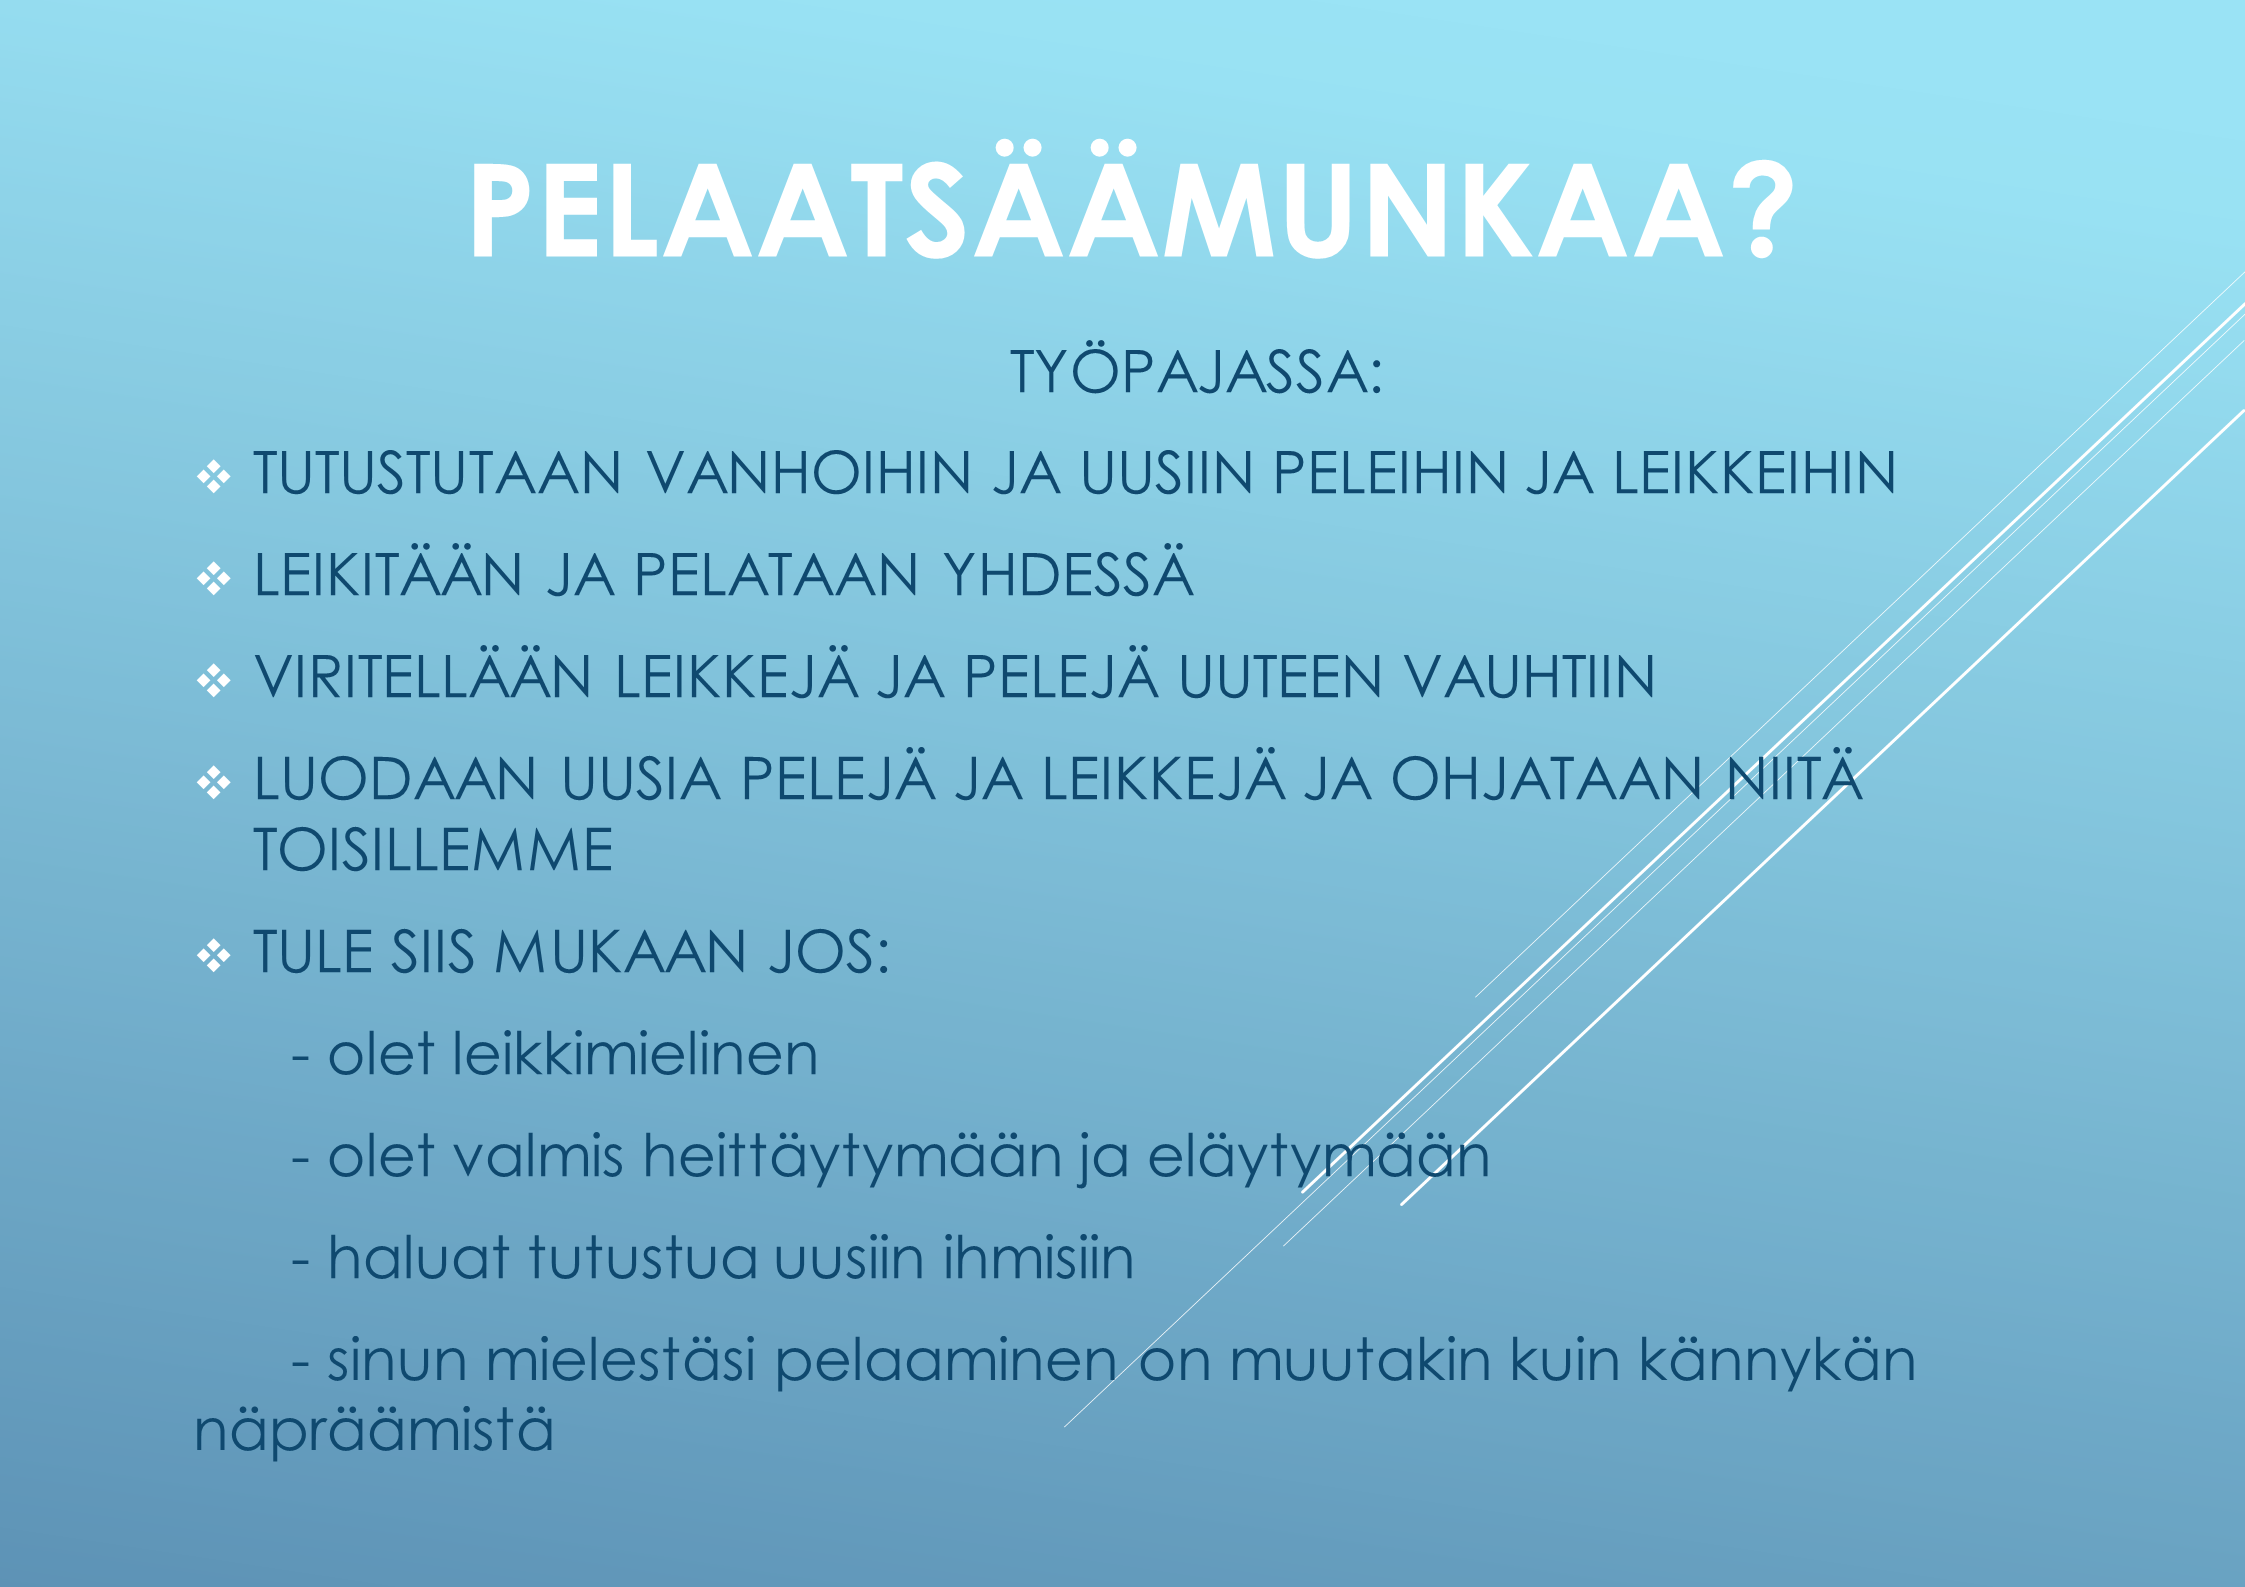 PELAATSÄÄMUNKAA?
TYÖPAJASSA:
❖ TUTUSTUTAAN VANHOIHIN JA UUSIIN PELEIHIN JA LEIKKEIHIN
❖ LEIKITÄÄN JA PELATAAN YHDESSÄ
❖ VIRITELLÄÄN LEIKKEJÄ JA PELEJÄ UUTEEN VAUHTIIN
❖ LUODAAN UUSIA PELEJÄ JA LEIKKEJÄ JA OHJATAAN NIITÄ
TOISILLEMME
❖ TULE SIIS MUKAAN JOS:
- olet leikkimielinen
- olet valmis heittäytymään ja eläytymään
- haluat tutustua uusiin ihmisiin
- sinun mielestäsi pelaaminen on muutakin kuin kännykän
näpräämistä